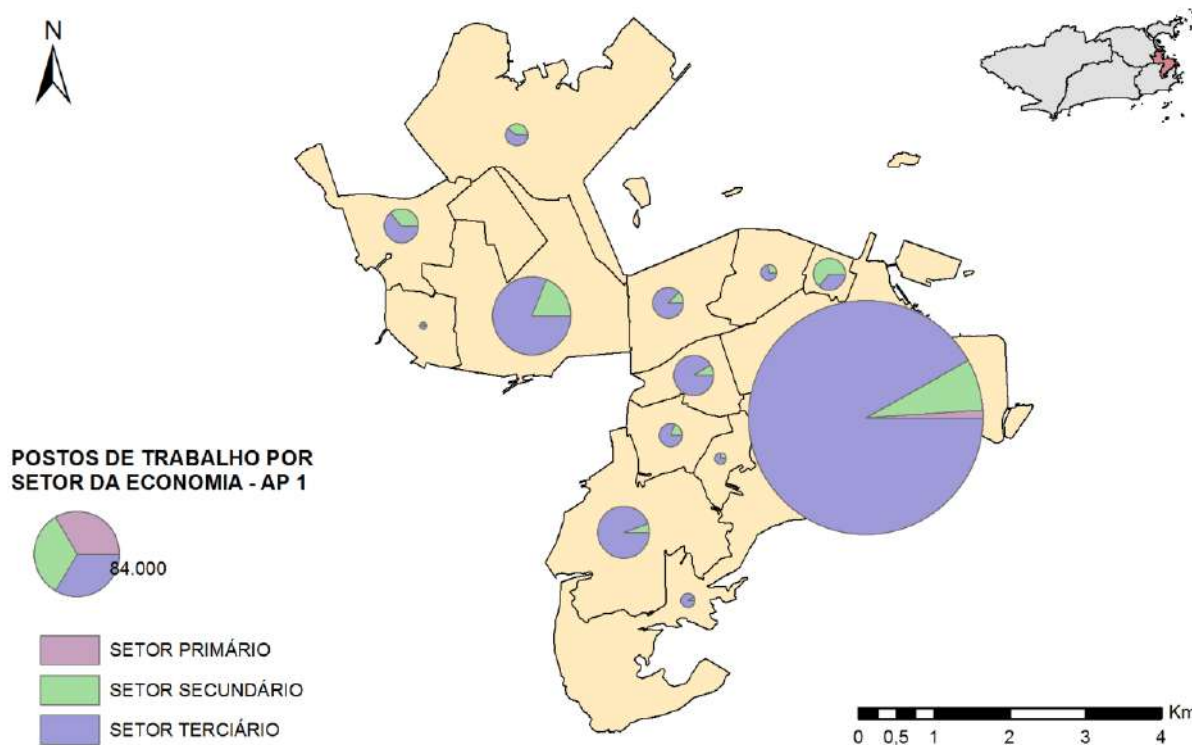 N
POSTOS DE TRABALHO POR
SETOR DA ECONOMIA - AP 1
84.000
SETOR PRIMÁRIO
SETOR SECUNDÁRIO
SETOR TERCIÁRIO
Km
0 0,5 1 2 3 4